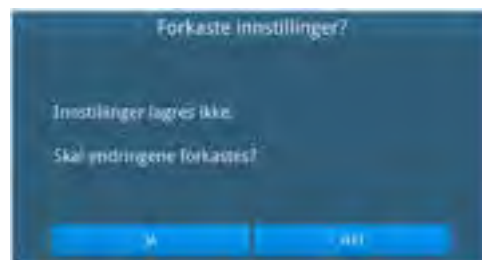 Forkaste innstillinger?
Innstillinger lagres ikke.
Skal endringene forkastes?
JA
NEI